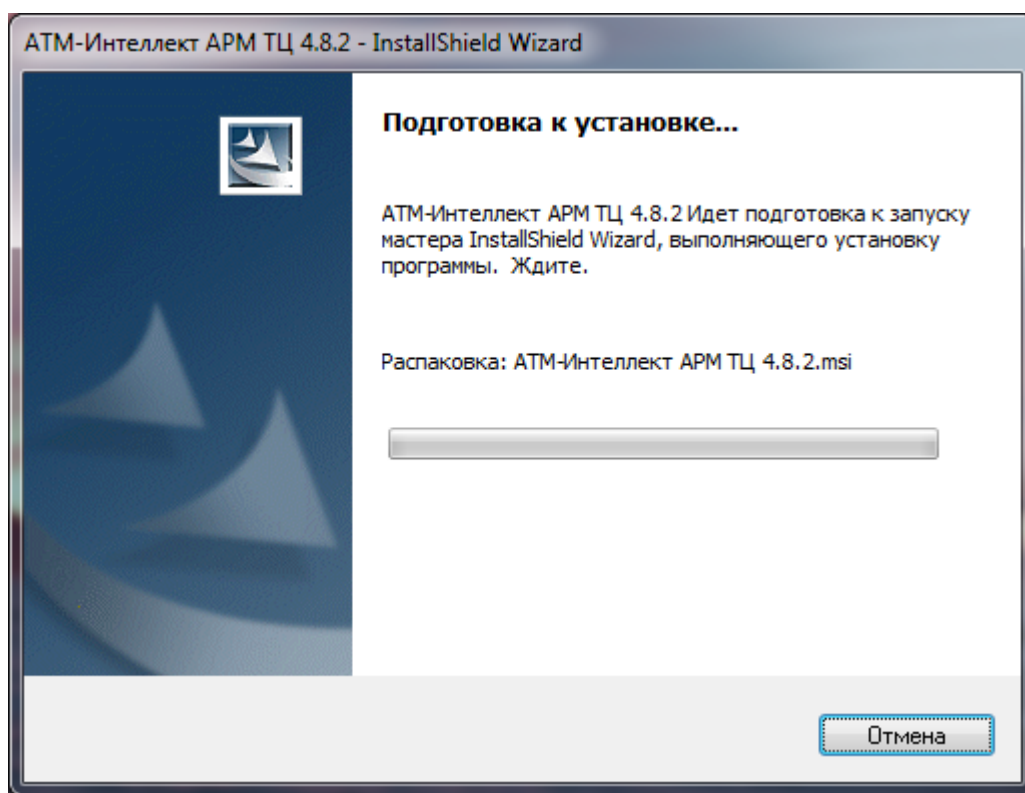 АТМ-Интеллект АРМ ТЦ 4.8.2 - InstallShield Wizard
Подготовка к установке...
АТМ-Интеллект АРМ ТЦ 4.8.2 Идет подготовка к запуску
мастера InstallShield Wizard, выполняющего установку
программы. Ждите.
Распаковка: АТМ-Интеллект АРМ ТЦ 4.8.2.msi
Отмена